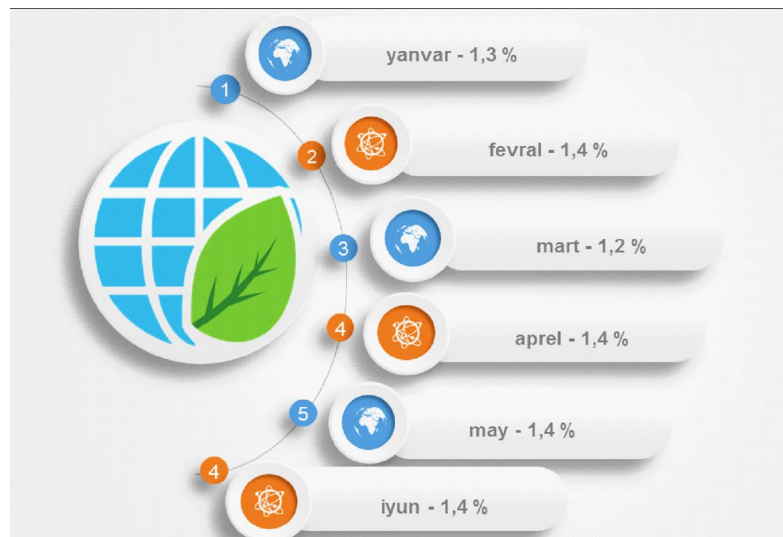 1
yanvar - 1,3 %
2
fevral - 1,4 %
3
mart - 1,2 %
4
aprel - 1,4 %
5
may - 1,4 %
4
iyun - 1,4 %